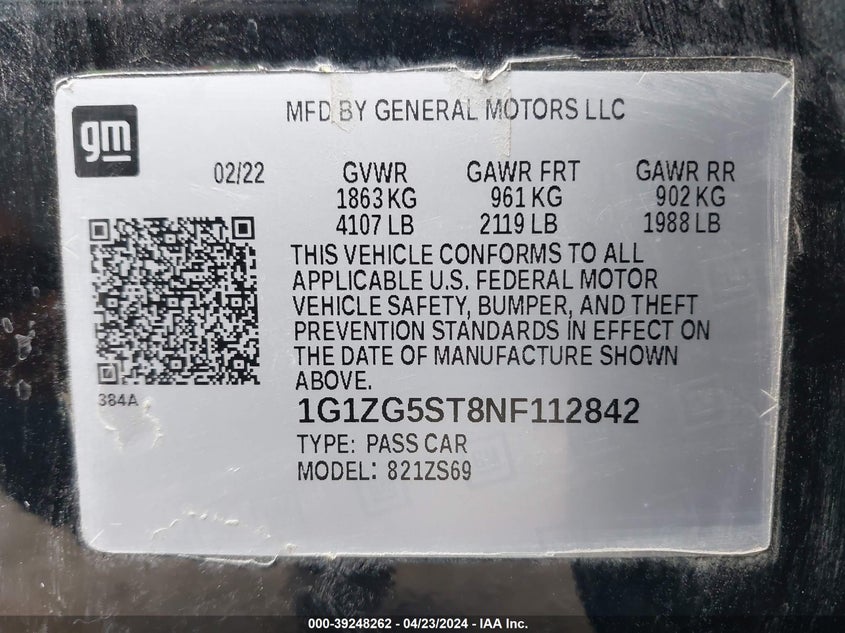 gm
MFD BY GENERAL MOTORS LLC
02/22 GVWR GAWR FRT GAWR RR
1863 KG 961 KG 902 KG
4107 LB 2119 LB 1988 LB
THIS VEHICLE CONFORMS TO ALL
APPLICABLE U.S. FEDERAL MOTOR
VEHICLE SAFETY, BUMPER, AND THEFT
PREVENTION STANDARDS IN EFFECT ON
THE DATE OF MANUFACTURE SHOWN
ABOVE.
384A
1G1ZG5ST8NF112842
TYPE: PASS CAR
MODEL: 821ZS69
000-39248262 - 04/23/2024 - IAA Inc.